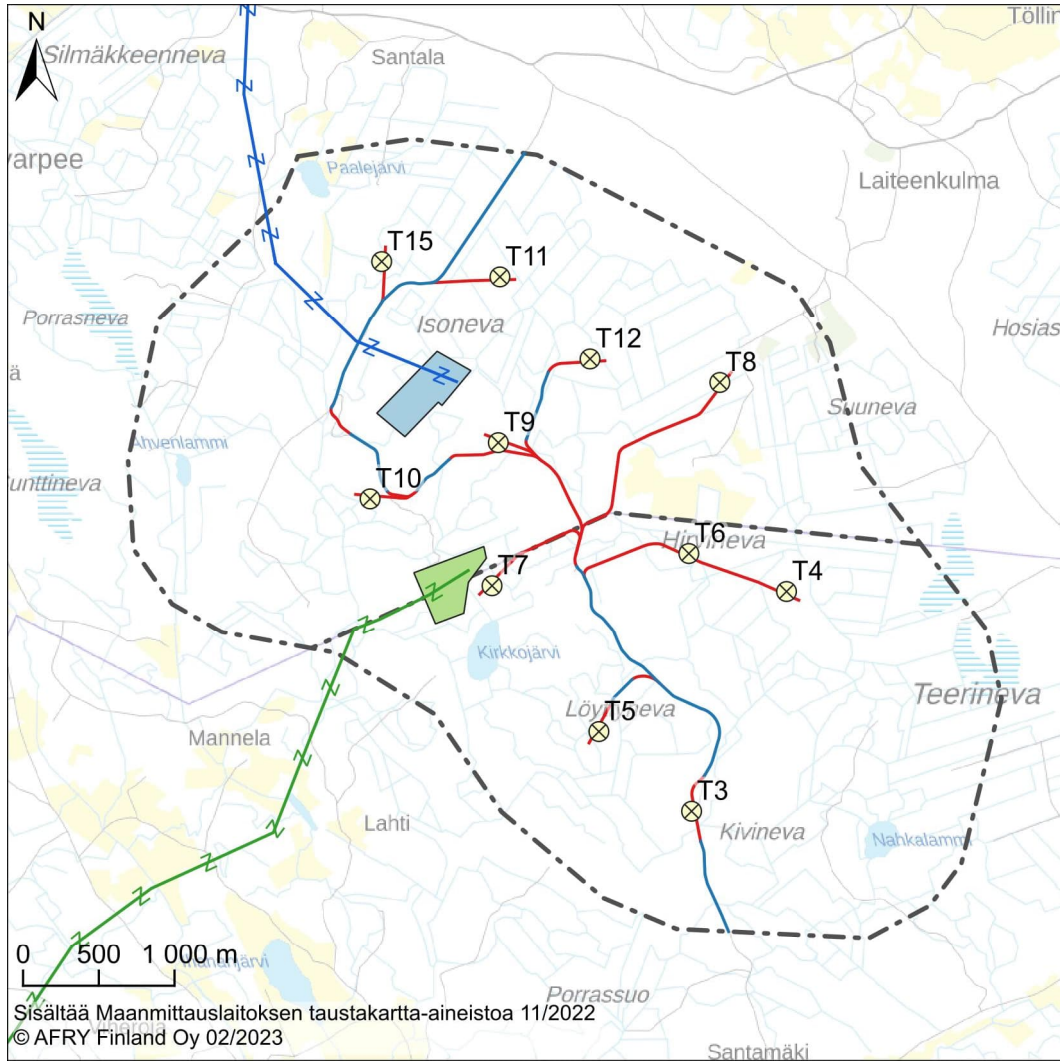 N
Töllin
Silmäkkeenneva
Santala
varpee
Paalejärvi
Laiteenkulma
T15
T11
Porrasneva
Isoneva
Hosias
T12
T8
Suuneva
T9
Ahvenlammi
T10
T6
Hirvineva
T7
T4
Kirkkojärvi
Teerineva
T5
Mannela
T3
Lahti
Kivineva
Nahkalammi
0 500 1 000 m
Porrassuo
Sisältää Maanmittauslaitoksen taustakartta-aineistoa 11/2022
© AFRY Finland Oy 02/2023
Santamäki